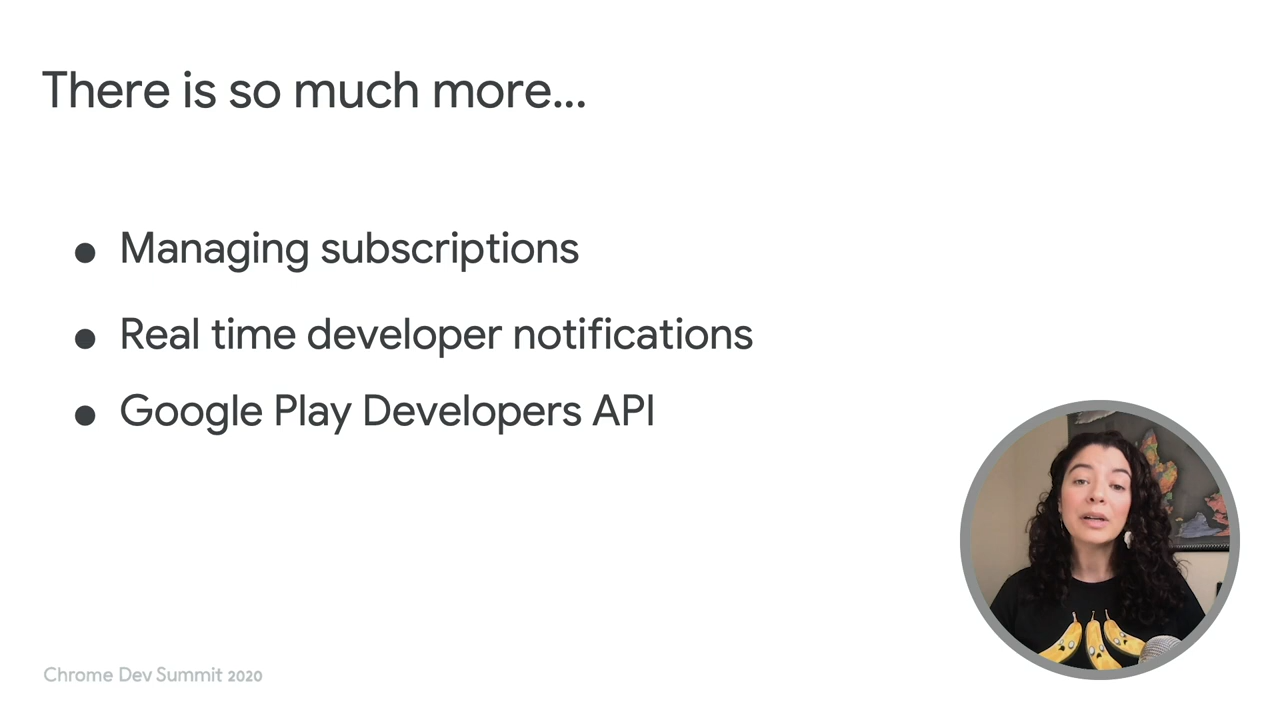 There is so much more...
● Managing subscriptions
● Real time developer notifications
● Google Play Developers API
Chrome Dev Summit 2020